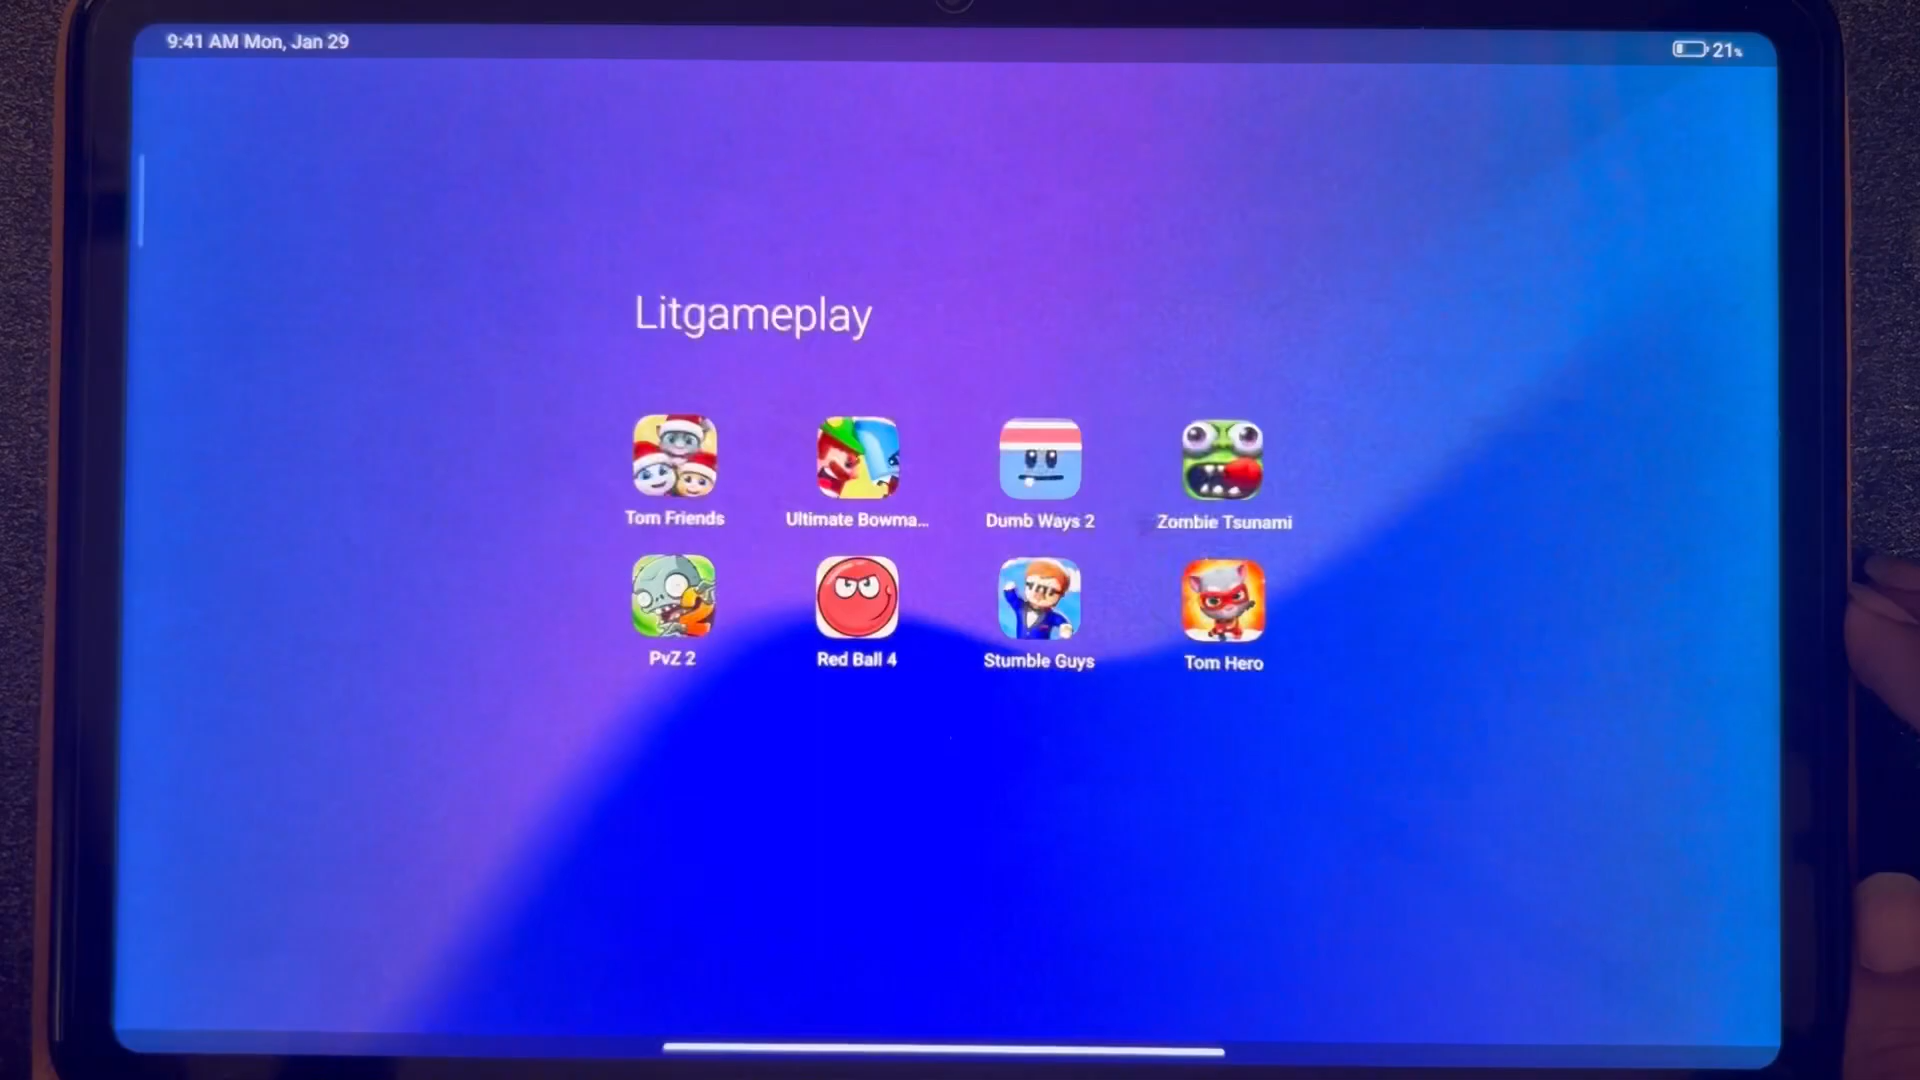 9:41 AM Mon, Jan 29
21%
Litgameplay
Tom Friends
Ultimate Bowma...
Dumb Ways 2
Zombie Tsunami
PvZ 2
Red Ball 4
Stumble Guys
Tom Hero